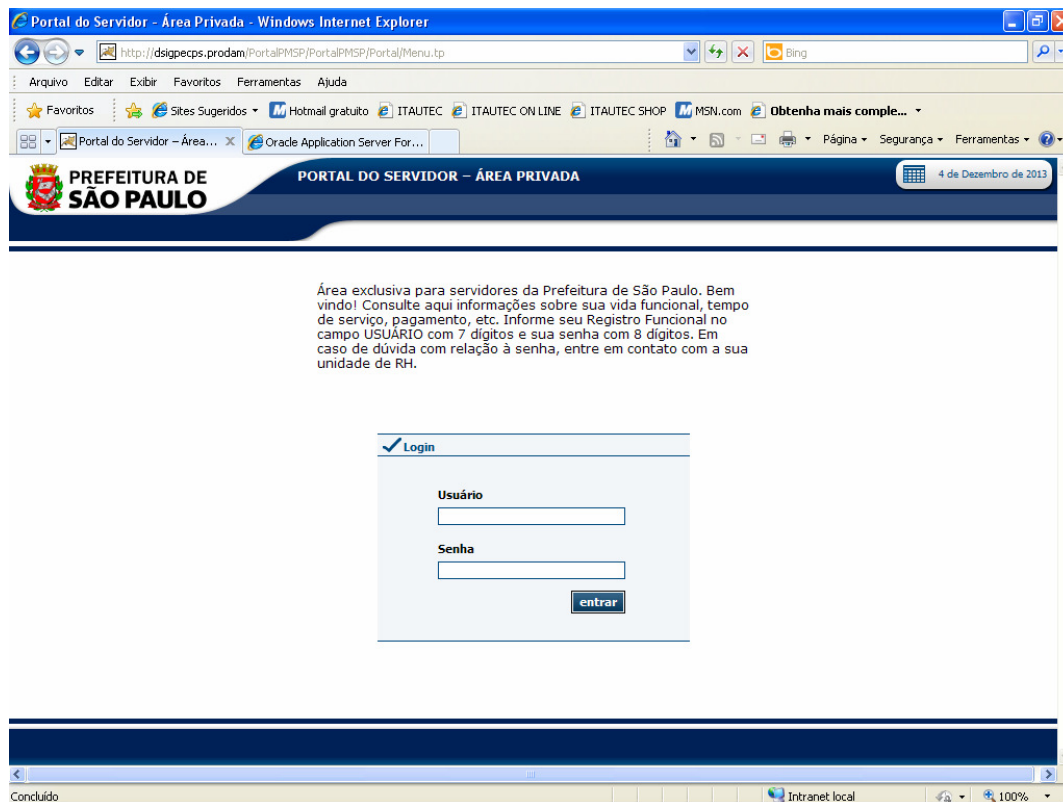 Portal do Servidor - Área Privada - Windows Internet Explorer
http://dsigpecps.prodam/PortalPMSP/PortalPMSP/Portal/Menu.tp
Bing
Arquivo Editar Exibir Favoritos Ferramentas Ajuda
Favoritos Sites Sugeridos Hotmail gratuito ITAUTEC ITAUTEC ON LINE ITAUTEC SHOP MSN.com Obtenha mais comple...
Portal do Servidor – Área... X Oracle Application Server For... Página Segurança Ferramentas
PREFEITURA DE
SÃO PAULO
PORTAL DO SERVIDOR – ÁREA PRIVADA
4 de Dezembro de 2013
Área exclusiva para servidores da Prefeitura de São Paulo. Bem
vindo! Consulte aqui informações sobre sua vida funcional, tempo
de serviço, pagamento, etc. Informe seu Registro Funcional no
campo USUÁRIO com 7 dígitos e sua senha com 8 dígitos. Em
caso de dúvida com relação à senha, entre em contato com a sua
unidade de RH.
Login
Usuário
Senha
entrar
Concluído Intranet local 100%